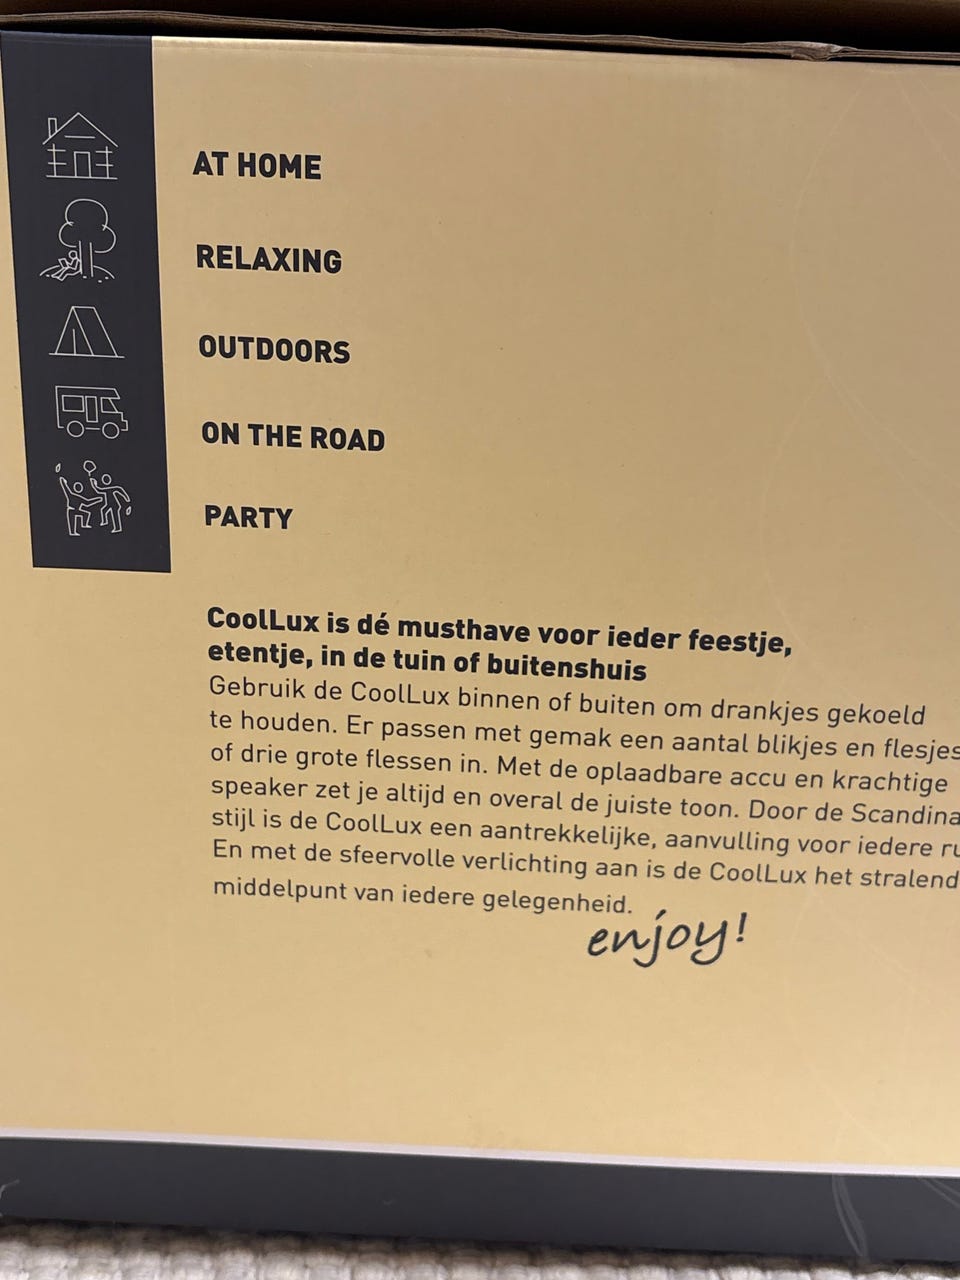 AT HOME
RELAXING
OUTDOORS
ON THE ROAD
PARTY
CoolLux is dé musthave voor ieder feestje,
etentje, in de tuin of buitenshuis
Gebruik de CoolLux binnen of buiten om drankjes gekoeld
te houden. Er passen met gemak een aantal blikjes en flesjes
of drie grote flessen in. Met de oplaadbare accu en krachtige
speaker zet je altijd en overal de juiste toon. Door de
stijl is de CoolLux een aantrekkelijke, aanvulling voor iedere
En met de sfeervolle verlichting aan is de CoolLux het
middelpunt van iedere gelegenheid.
enjoy!